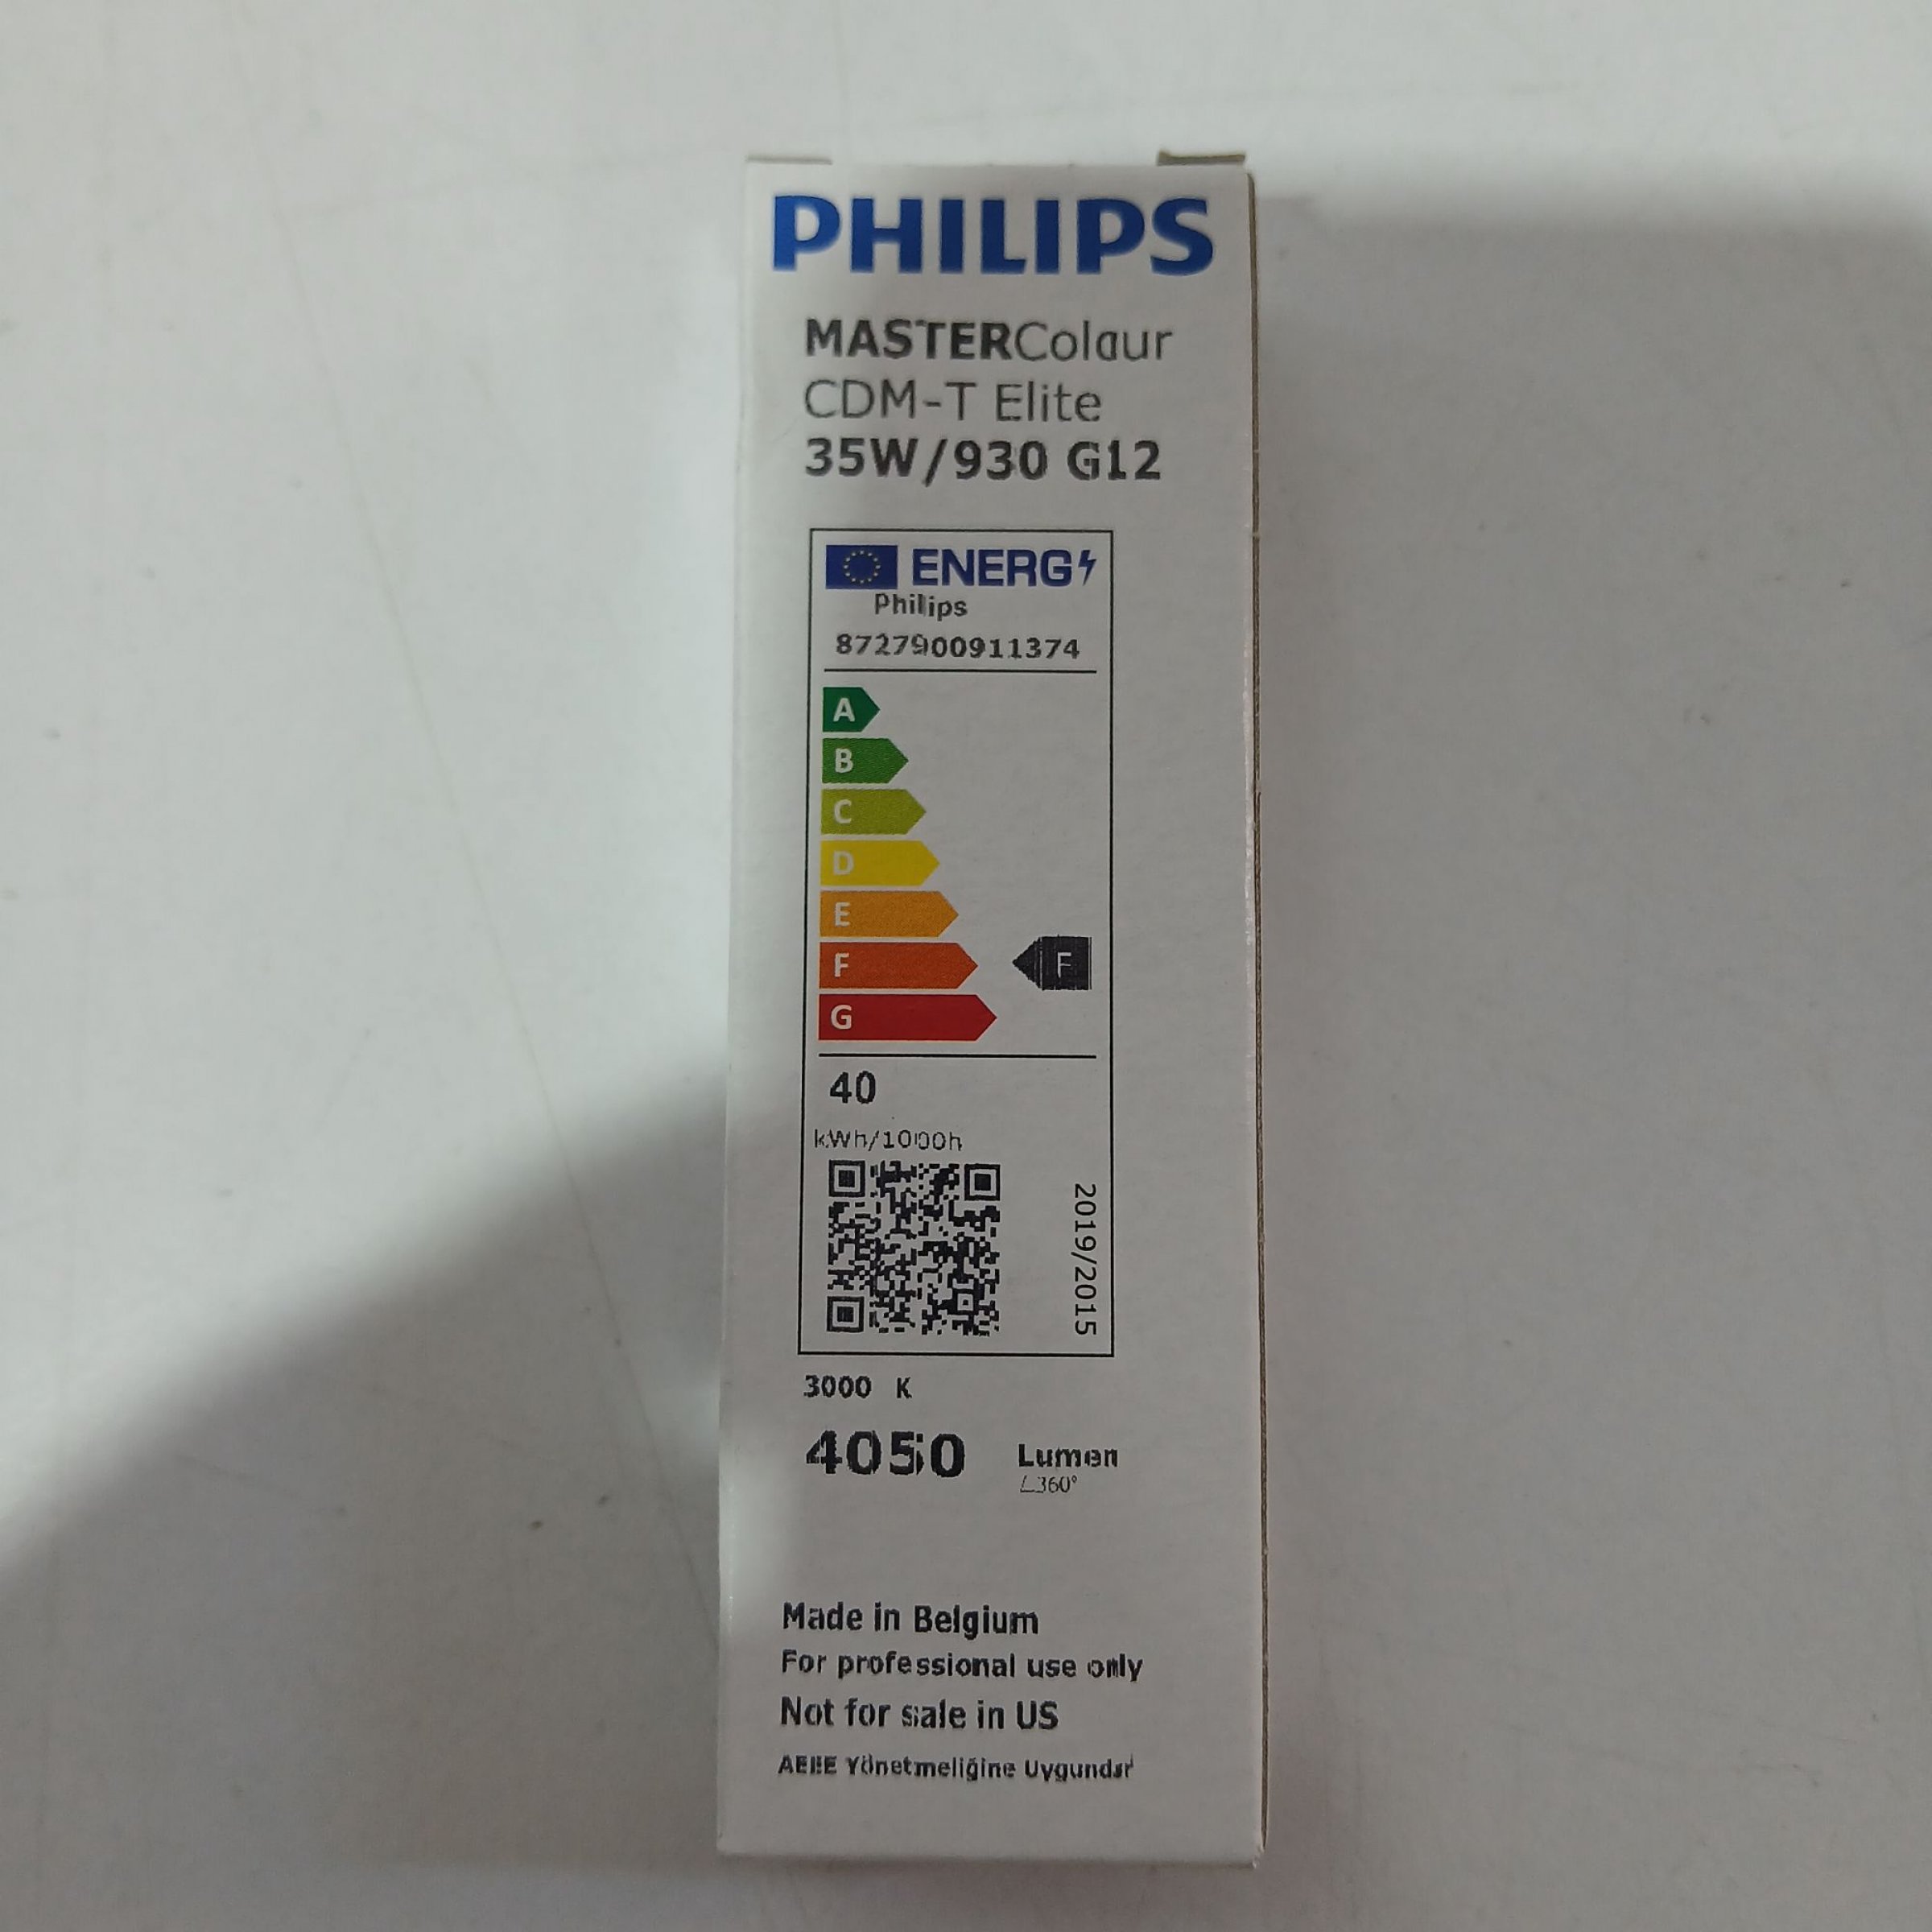 PHILIPS
MASTERColour
CDM-T Elite
35W/930 G12
ENERG
Philips
8727900911374
A
B
C
D
E
F
F
G
40
kWh/1000h
2019/2015
3000 K
4050 Lumen
∠360°
Made in Belgium
For professional use only
Not for sale in US
AEEE Yönetmeliğine Uygundur